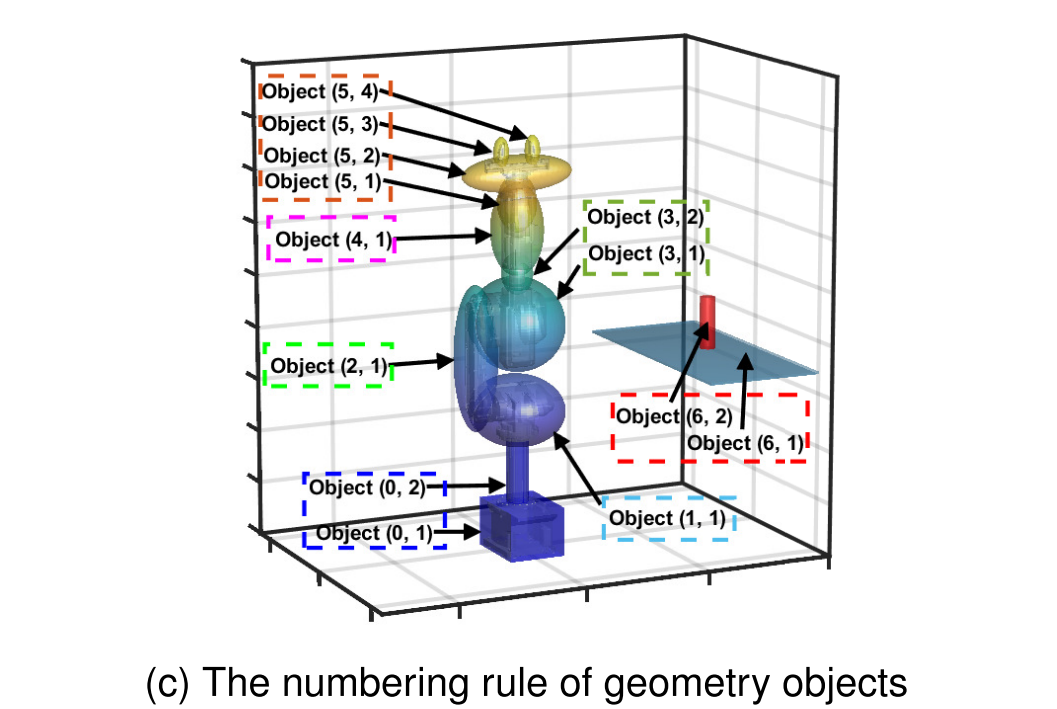 Object (5, 4)
Object (5, 3)
Object (5, 2)
Object (5, 1)
Object (3, 2)
Object (4, 1)
Object (3, 1)
Object (2, 1)
Object (6, 2)
Object (6, 1)
Object (0, 2)
Object (1, 1)
Object (0, 1)
(c) The numbering rule of geometry objects